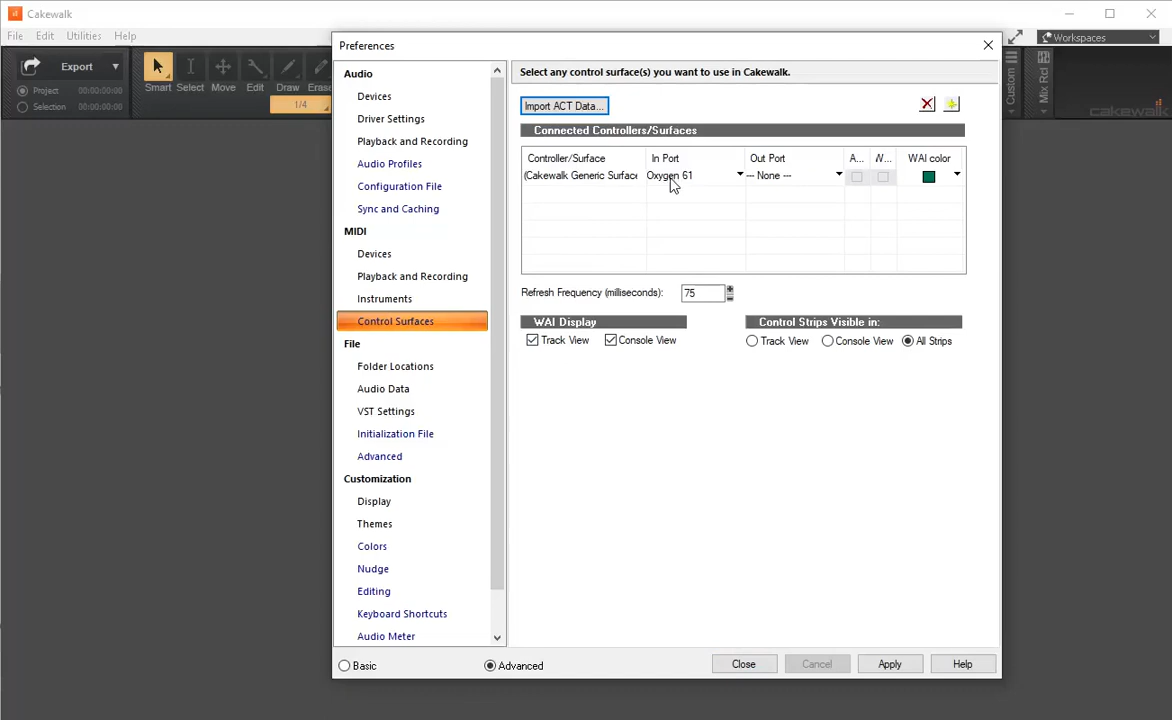 Cakewalk
File Edit Utilities Help
Workspaces
Export
Project 00:00:00:00
Selection 00:00:00:00
Smart Select Move Edit Draw Erase
1/4
Custom
Mix Rcl
cakewalk
Preferences
Audio
Devices
Driver Settings
Playback and Recording
Audio Profiles
Configuration File
Sync and Caching
MIDI
Devices
Playback and Recording
Instruments
Control Surfaces
File
Folder Locations
Audio Data
VST Settings
Initialization File
Advanced
Customization
Display
Themes
Colors
Nudge
Editing
Keyboard Shortcuts
Audio Meter
Basic
Advanced
Select any control surface(s) you want to use in Cakewalk.
Import ACT Data...
Connected Controllers/Surfaces
Controller/Surface In Port Out Port A... W... WAI color
(Cakewalk Generic Surface Oxygen 61 --- None ---
Refresh Frequency (milliseconds): 75
WAI Display
Track View Console View
Control Strips Visible in:
Track View Console View All Strips
Close Cancel Apply Help